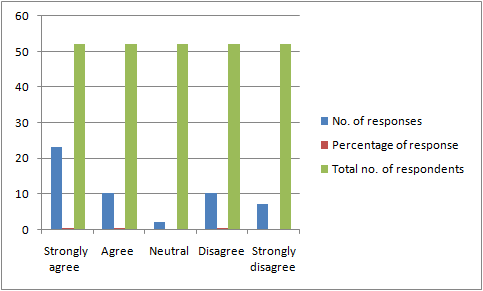 60
50
40
30
20
10
0
Strongly agree
Agree
Neutral
Disagree
Strongly disagree
No. of responses
Percentage of response
Total no. of respondents